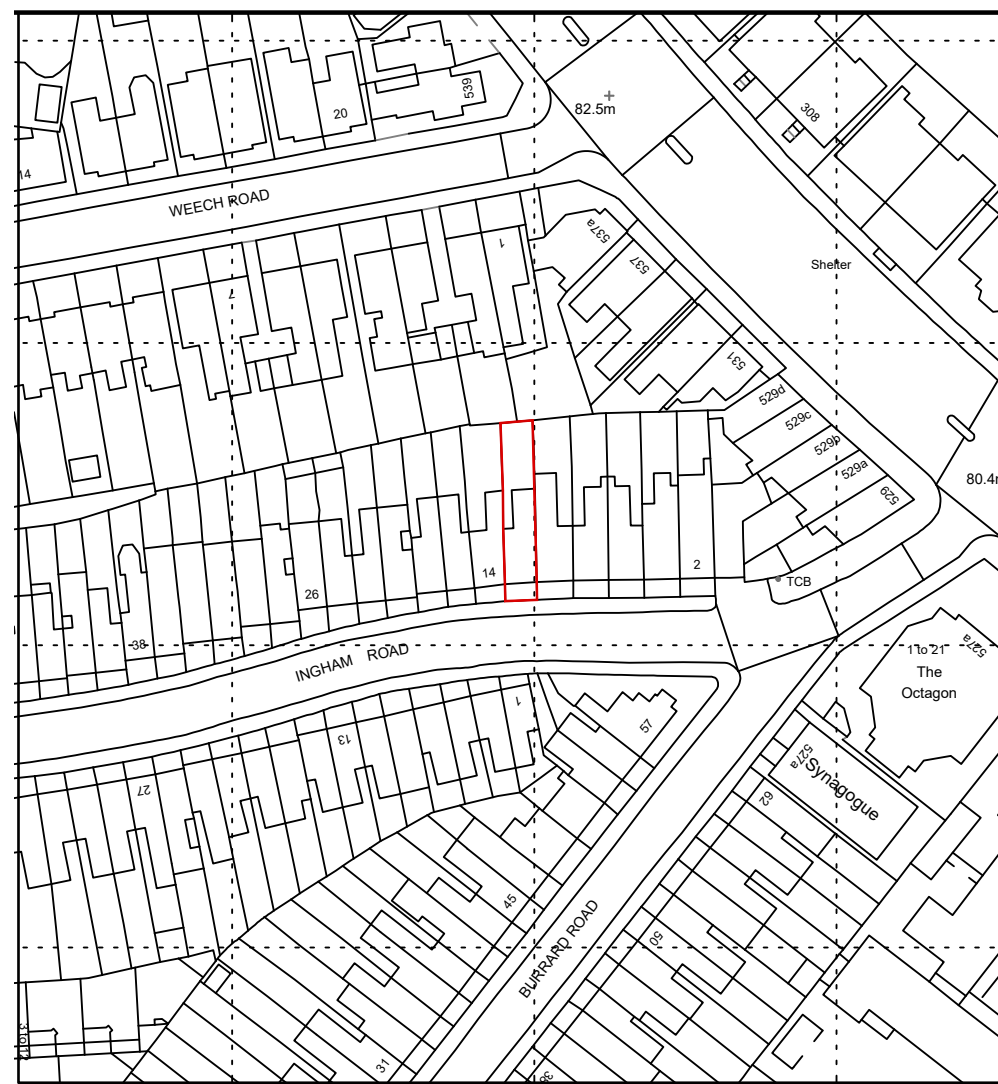 20
539
82.5m
308
14
WEECH ROAD
1
537a
537
Shelter
7
531
529d
529c
529b
529a
529
80.4m
14
2
26
TCB
38
INGHAM ROAD
1 to 21
The
Octagon
527a
1
57
13
27
527a
Synagogue
62
45
BURRARD ROAD
50
31
38